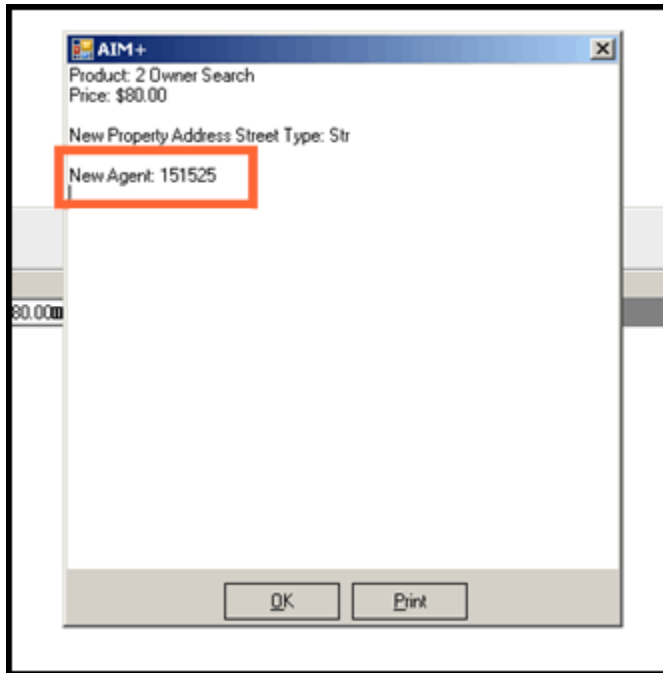 AIM+
Product: 2 Owner Search
Price: $80.00
New Property Address Street Type: Str
New Agent: 151525
80.00
OK
Print